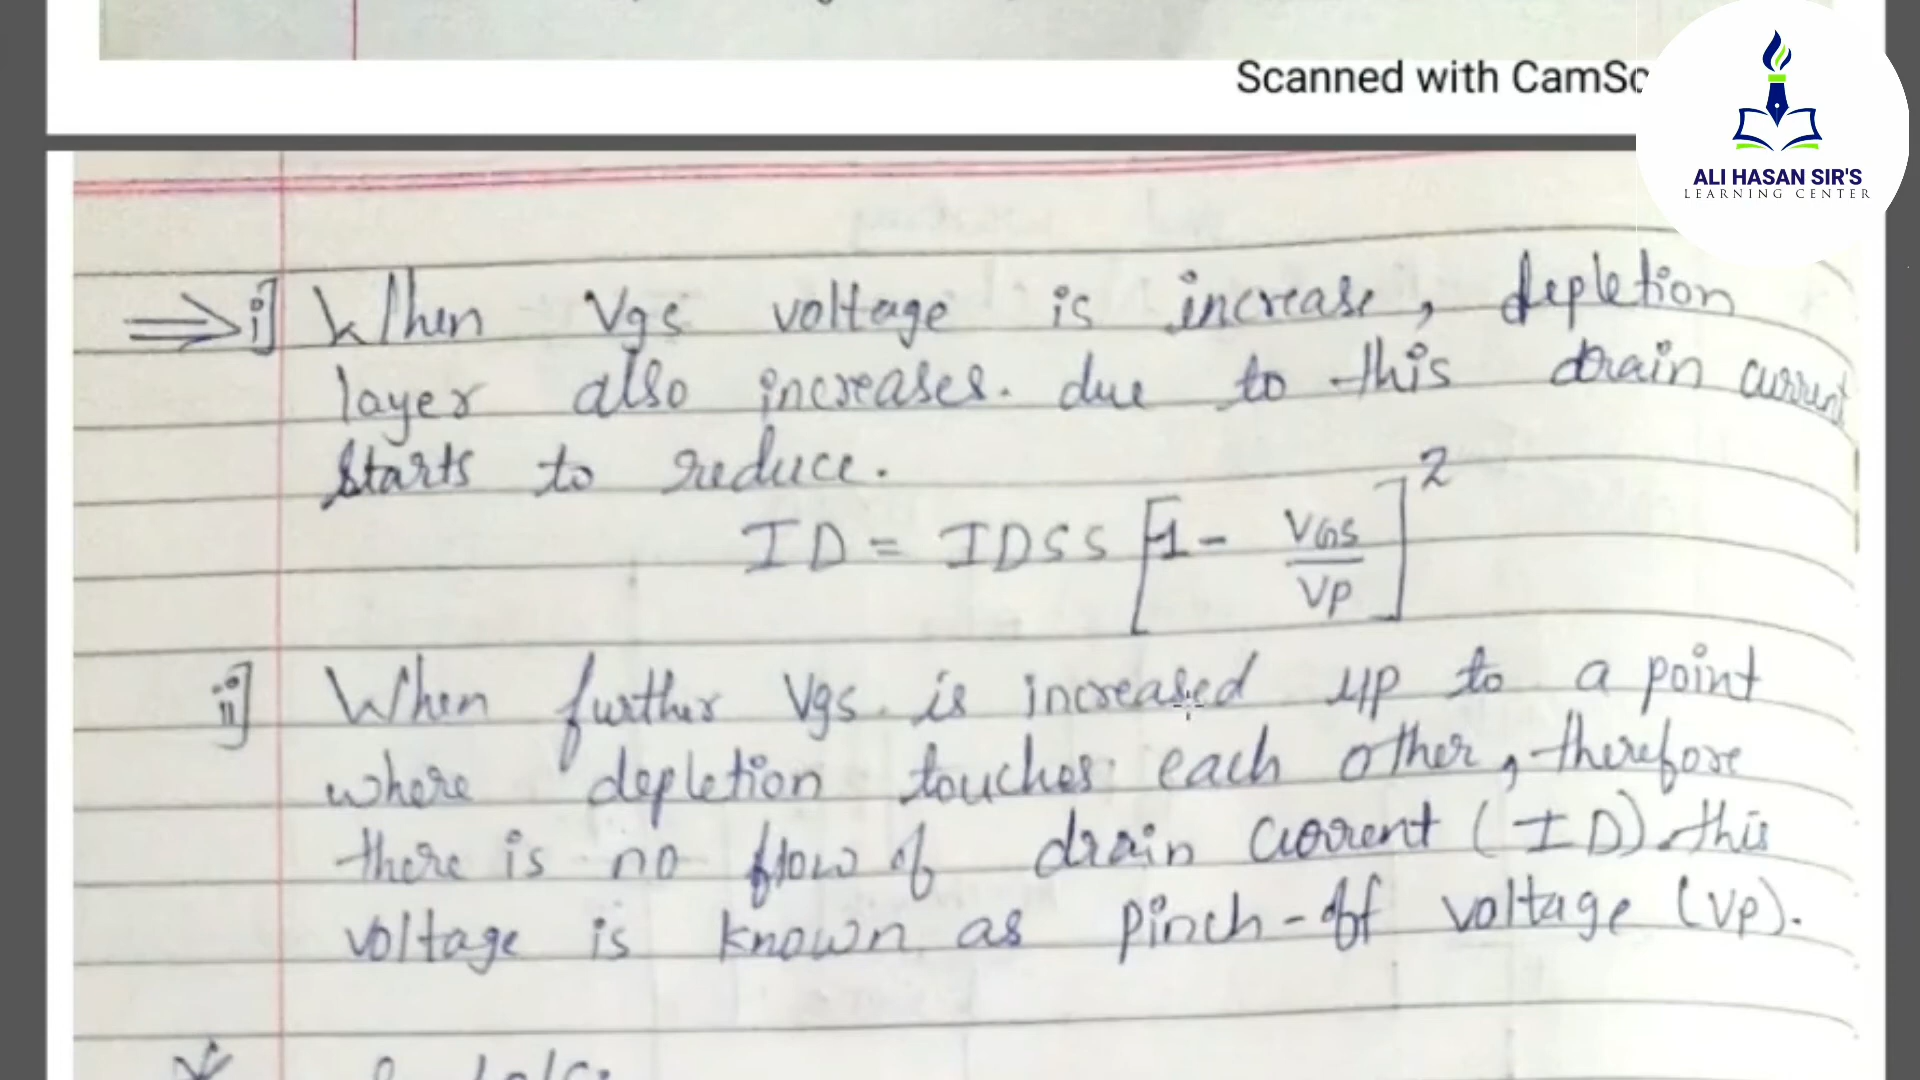 Scanned with CamSc
ALI HASAN SIR'S
LEARNING CENTER
⇒ i] When Vgs voltage is increase, depletion
layer also increases. due to this drain current
starts to reduce.
ID = IDSS [1 - VGS/VP]²
ii] When further Vgs. is increased up to a point
where depletion touches each other, therefore
there is no flow of drain current (ID). this
voltage is known as pinch-off voltage (Vp).